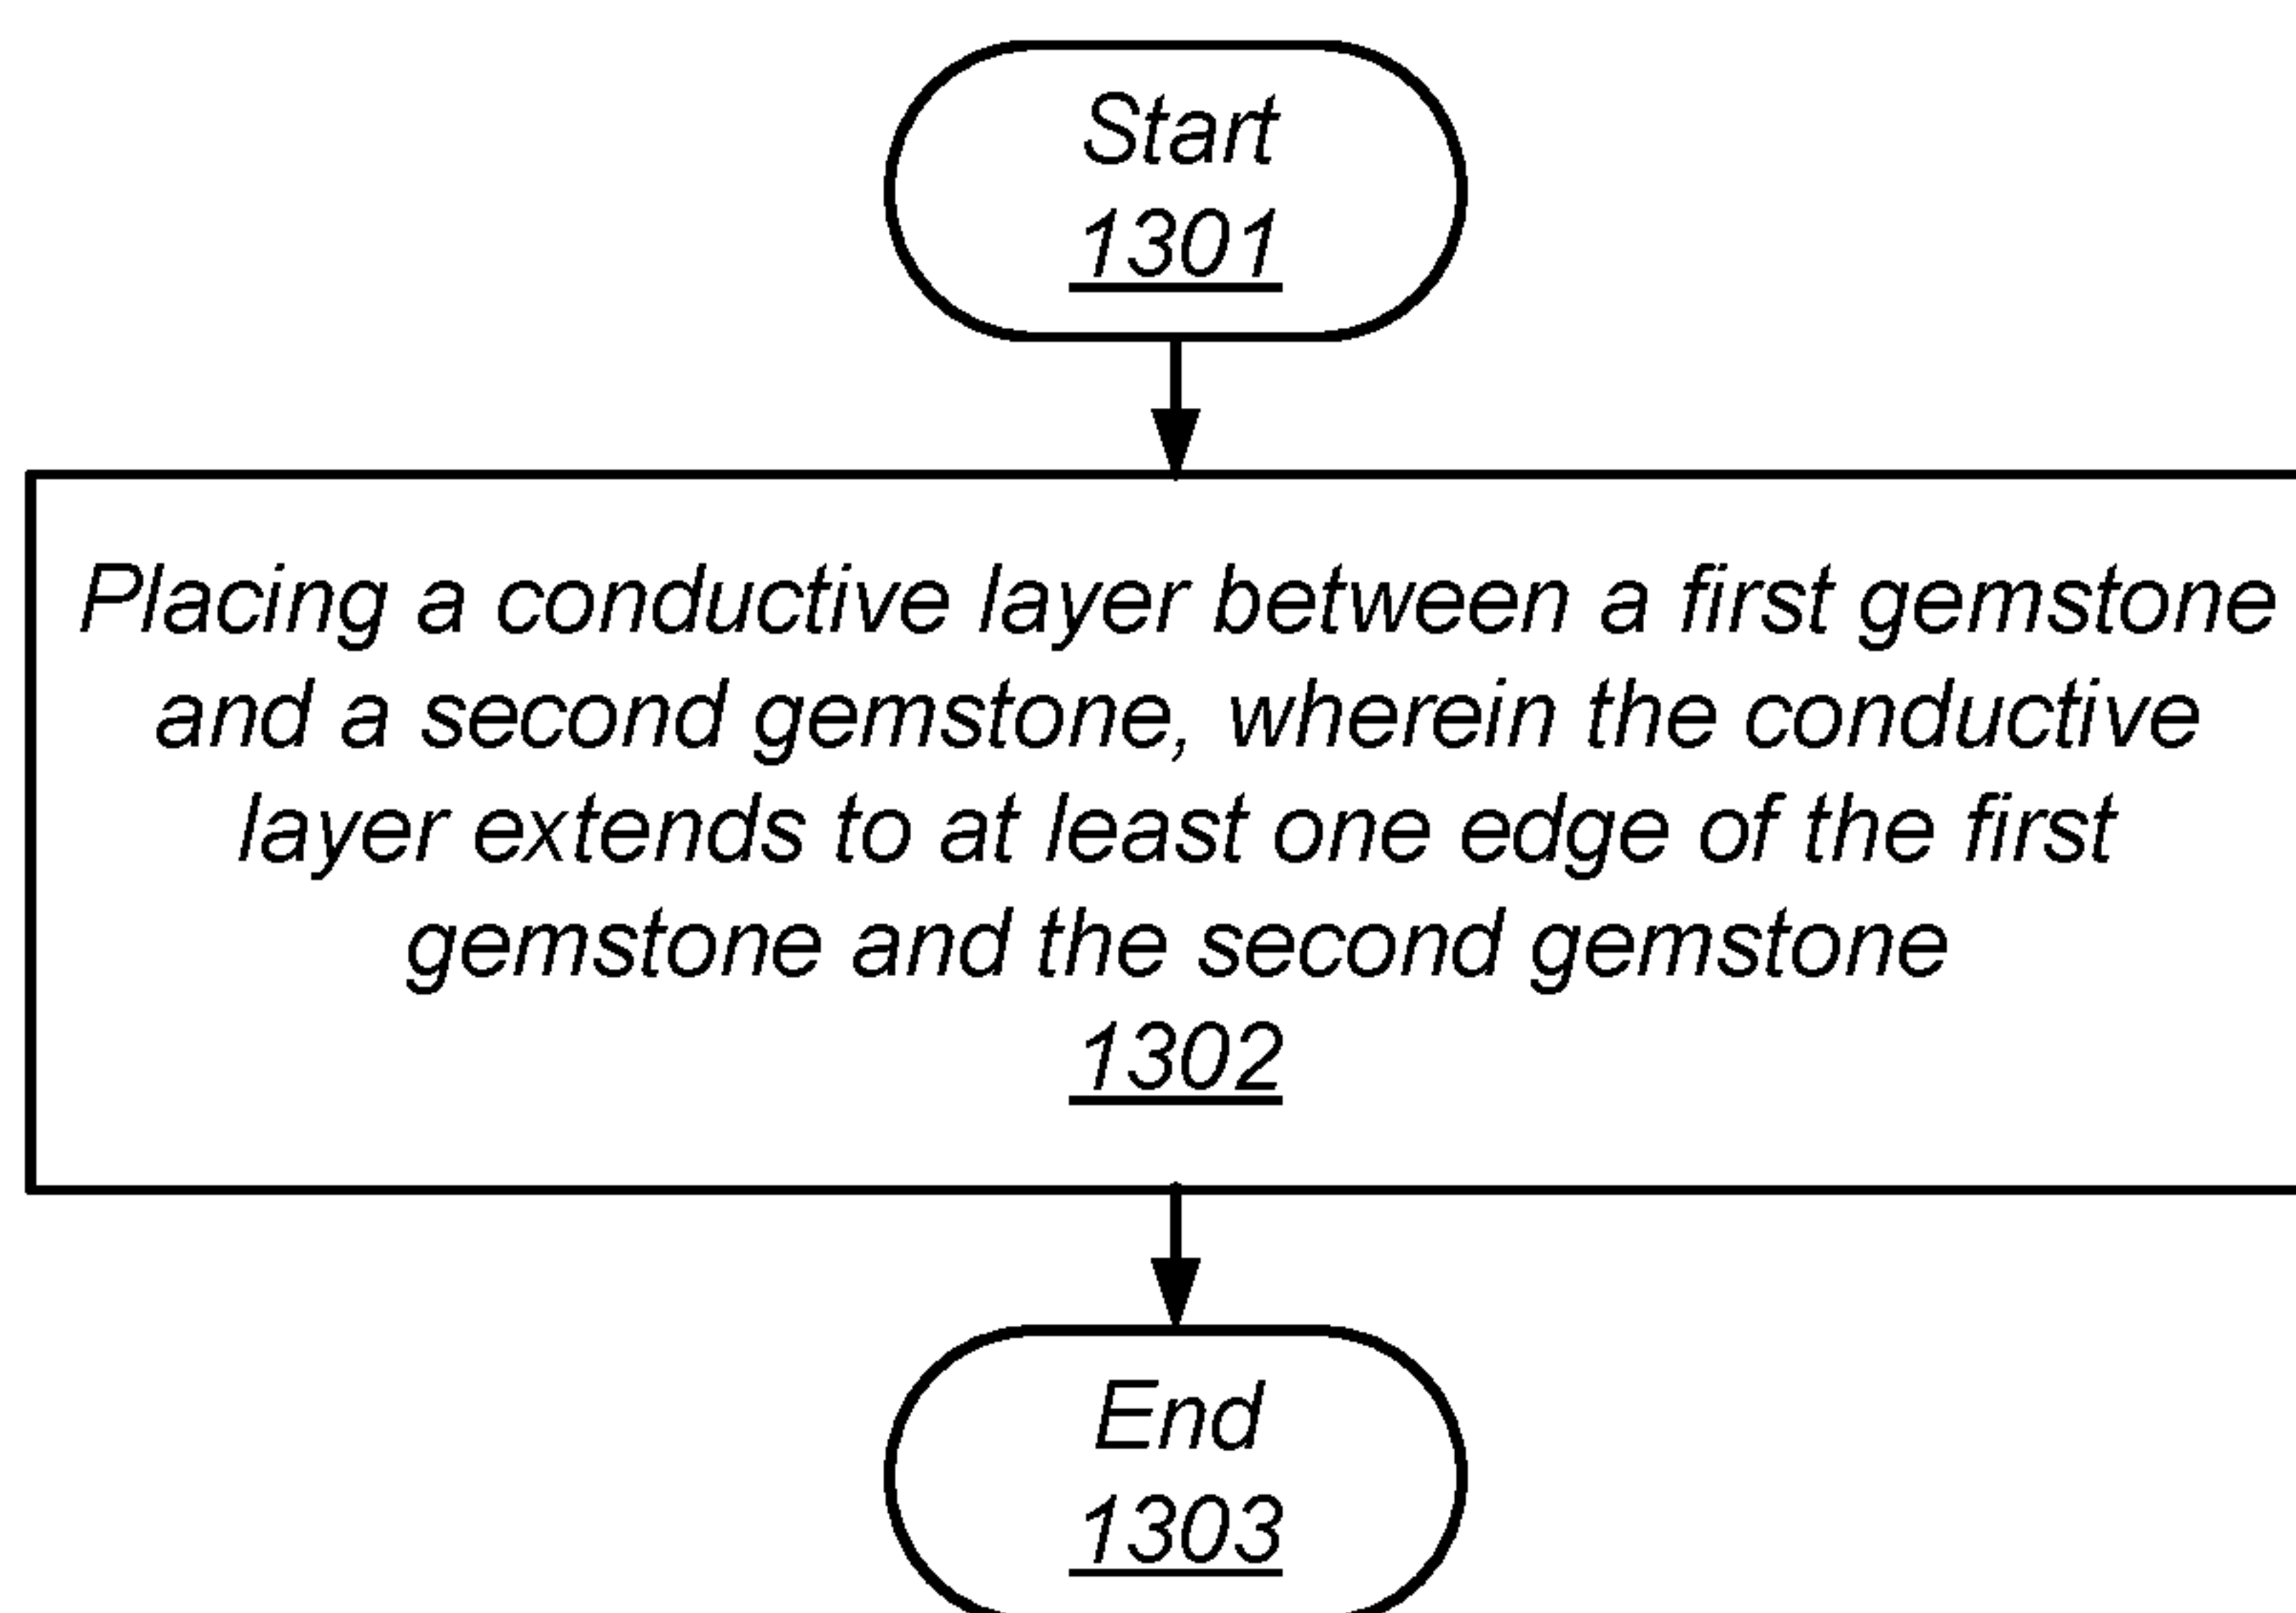 Start
1301
Placing a conductive layer between a first gemstone
and a second gemstone, wherein the conductive
layer extends to at least one edge of the first
gemstone and the second gemstone
1302
End
1303